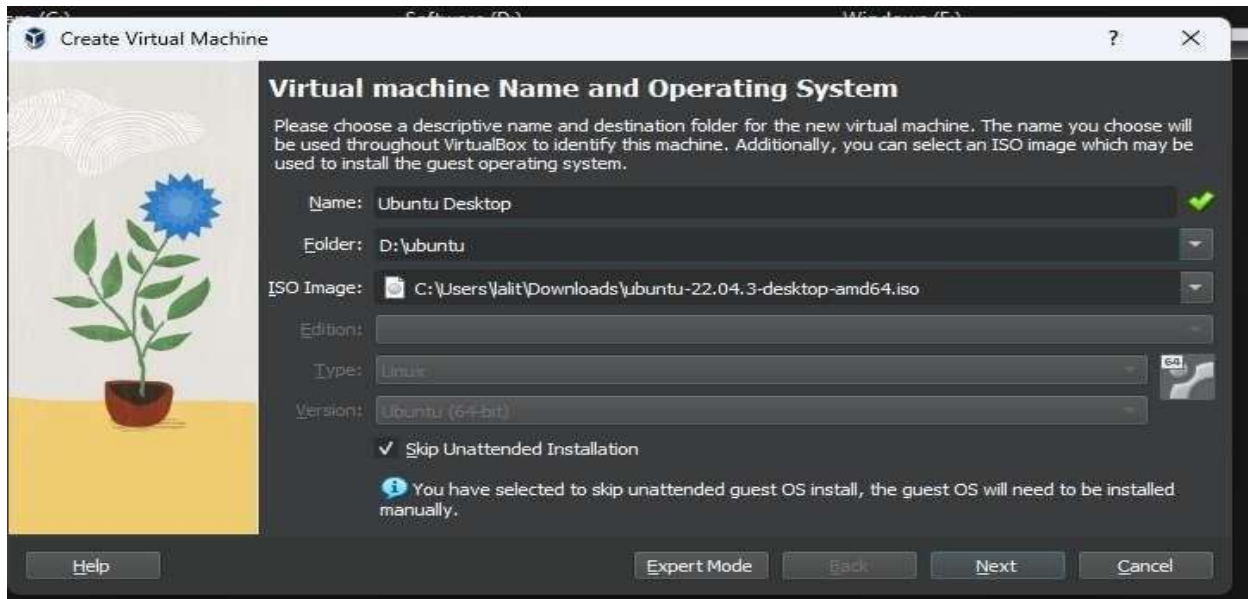 Create Virtual Machine
?
Virtual machine Name and Operating System
Please choose a descriptive name and destination folder for the new virtual machine. The name you choose will
be used throughout VirtualBox to identify this machine. Additionally, you can select an ISO image which may be
used to install the guest operating system.
Name: Ubuntu Desktop
Folder: D:\ubuntu
ISO Image: C:\Users\lalit\Downloads\ubuntu-22.04.3-desktop-amd64.iso
Edition:
Type: Linux
64
Version: Ubuntu (64-bit)
Skip Unattended Installation
You have selected to skip unattended guest OS install, the guest OS will need to be installed
manually.
Help Expert Mode Back Next Cancel